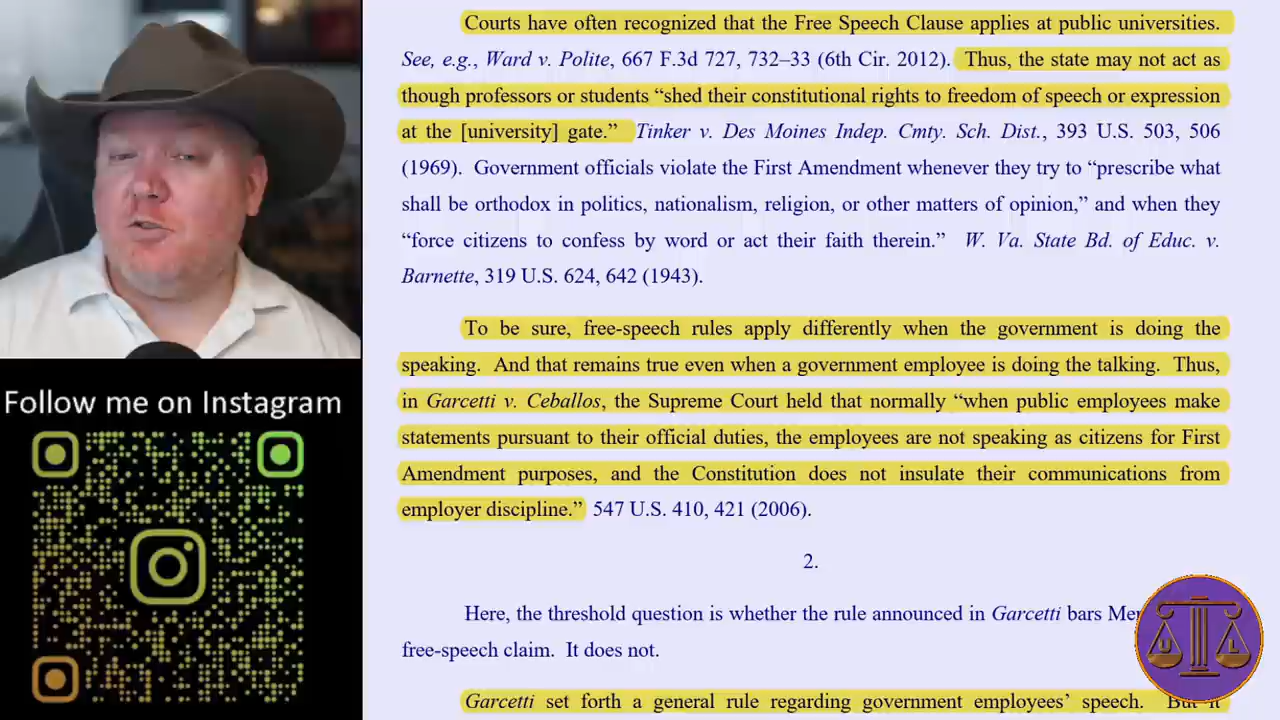 Follow me on Instagram
Courts have often recognized that the Free Speech Clause applies at public universities.
See, e.g., Ward v. Polite, 667 F.3d 727, 732–33 (6th Cir. 2012). Thus, the state may not act as
though professors or students “shed their constitutional rights to freedom of speech or expression
at the [university] gate.” Tinker v. Des Moines Indep. Cmty. Sch. Dist., 393 U.S. 503, 506
(1969). Government officials violate the First Amendment whenever they try to “prescribe what
shall be orthodox in politics, nationalism, religion, or other matters of opinion,” and when they
“force citizens to confess by word or act their faith therein.” W. Va. State Bd. of Educ. v.
Barnette, 319 U.S. 624, 642 (1943).
To be sure, free-speech rules apply differently when the government is doing the
speaking. And that remains true even when a government employee is doing the talking. Thus,
in Garcetti v. Ceballos, the Supreme Court held that normally “when public employees make
statements pursuant to their official duties, the employees are not speaking as citizens for First
Amendment purposes, and the Constitution does not insulate their communications from
employer discipline.” 547 U.S. 410, 421 (2006).
2.
Here, the threshold question is whether the rule announced in Garcetti bars
free-speech claim. It does not.
Garcetti set forth a general rule regarding government employees’ speech. But it
U L